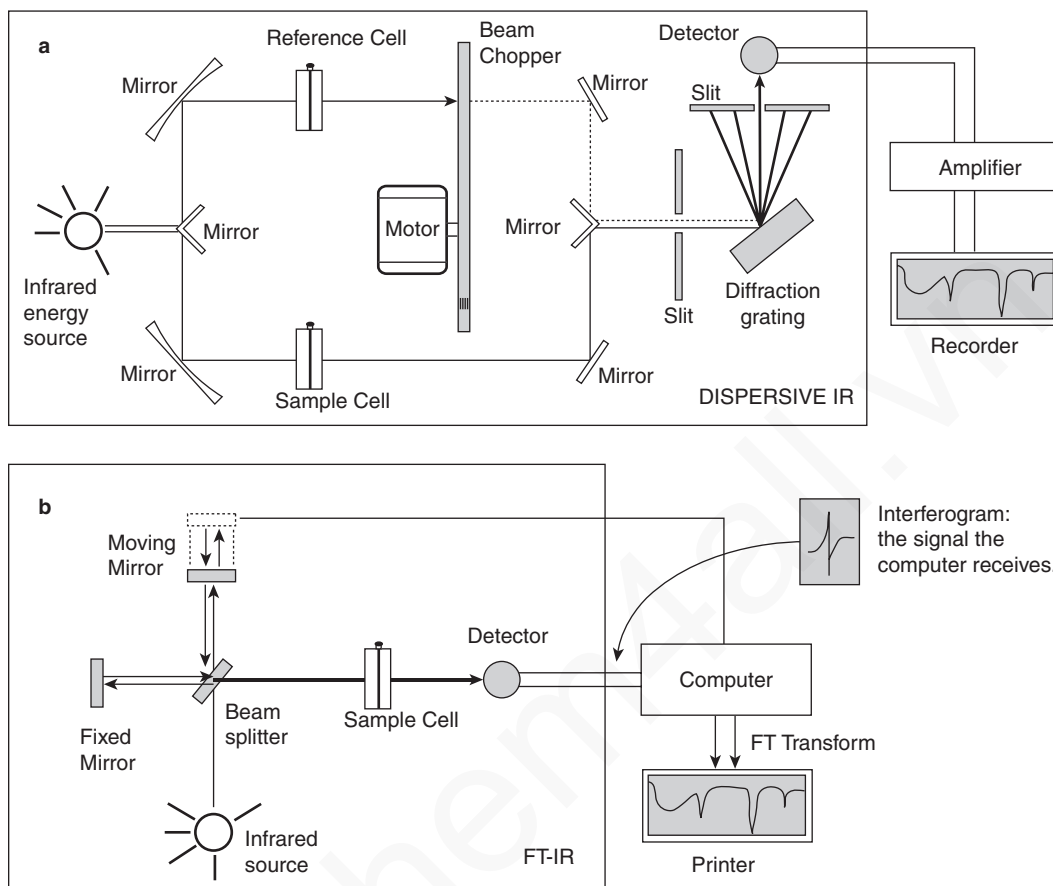 a
Reference Cell
Beam
Chopper
Detector
Mirror
Mirror
Slit
Amplifier
Mirror
Motor
Mirror
Infrared
energy
source
Slit
Diffraction
grating
Recorder
Mirror
Sample Cell
Mirror
DISPERSIVE IR
b
Moving
Mirror
Interferogram:
the signal the
computer receives.
Detector
Computer
Fixed
Mirror
Beam
splitter
Sample Cell
FT Transform
Infrared
source
FT-IR
Printer
hem4all.vn